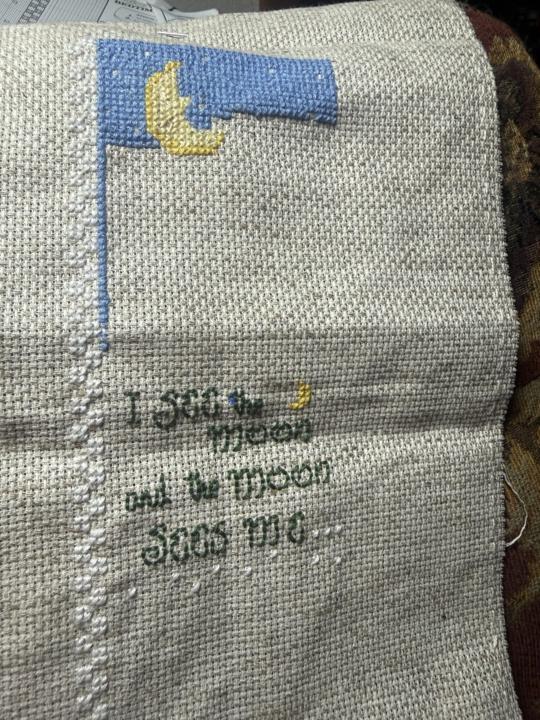 I SEE the
moon
and the moon
SEES ME